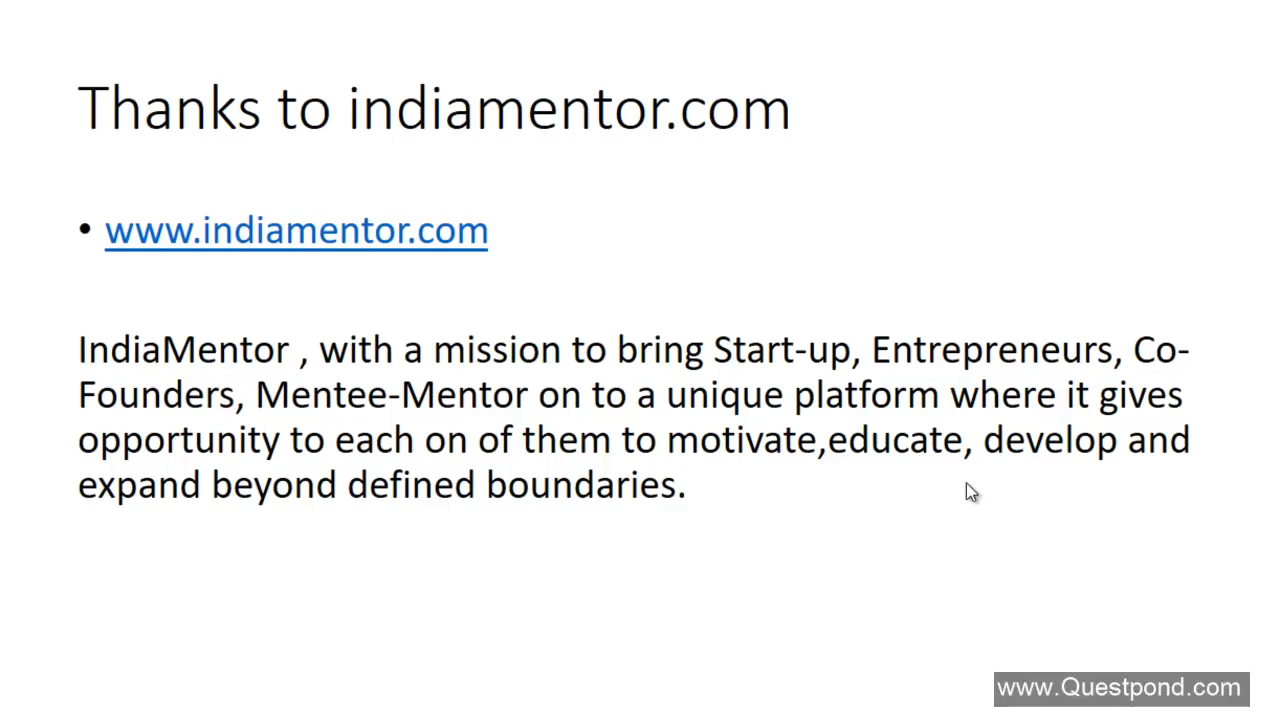 Thanks to indiamentor.com
• www.indiamentor.com
IndiaMentor , with a mission to bring Start-up, Entrepreneurs, Co-
Founders, Mentee-Mentor on to a unique platform where it gives
opportunity to each on of them to motivate,educate, develop and
expand beyond defined boundaries.
www.Questpond.com